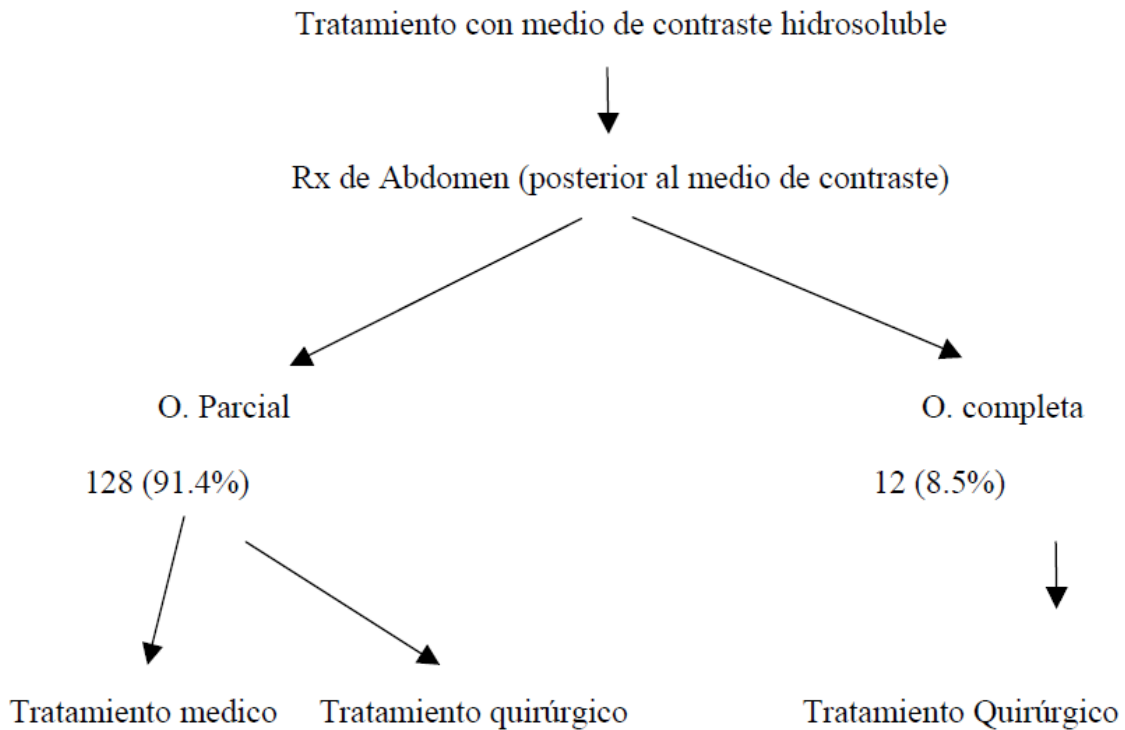 Tratamiento con medio de contraste hidrosoluble
Rx de Abdomen (posterior al medio de contraste)
O. Parcial
O. completa
128 (91.4%)
12 (8.5%)
Tratamiento medico
Tratamiento quirúrgico
Tratamiento Quirúrgico